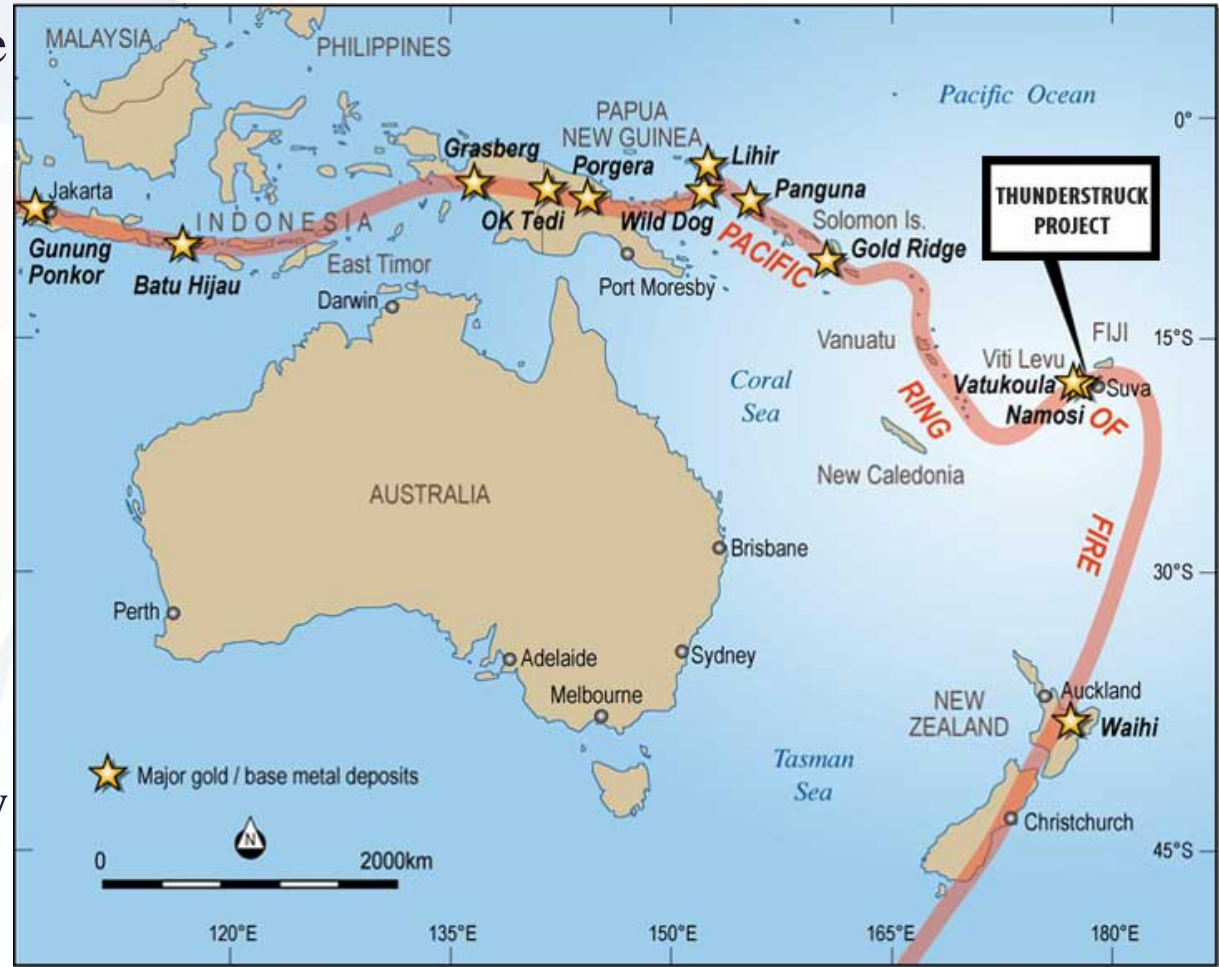 e
y
MALAYSIA
PHILIPPINES
Pacific Ocean
0°
PAPUA
NEW GUINEA
Grasberg
Porgera
Lihir
Jakarta
Panguna
THUNDERSTRUCK
PROJECT
INDONESIA
OK Tedi
Wild Dog
Solomon Is.
Gunung
Ponkor
Batu Hijau
East Timor
PACIFIC
Gold Ridge
Darwin
Port Moresby
Vanuatu
FIJI
15°S
Viti Levu
Coral
Sea
Vatukoula
Suva
Namosi
RING
OF
New Caledonia
AUSTRALIA
FIRE
Brisbane
30°S
Perth
Adelaide
Sydney
Melbourne
NEW
ZEALAND
Auckland
Waihi
Tasman
Sea
Major gold / base metal deposits
Christchurch
N
0 2000km
45°S
120°E 135°E 150°E 165°E 180°E